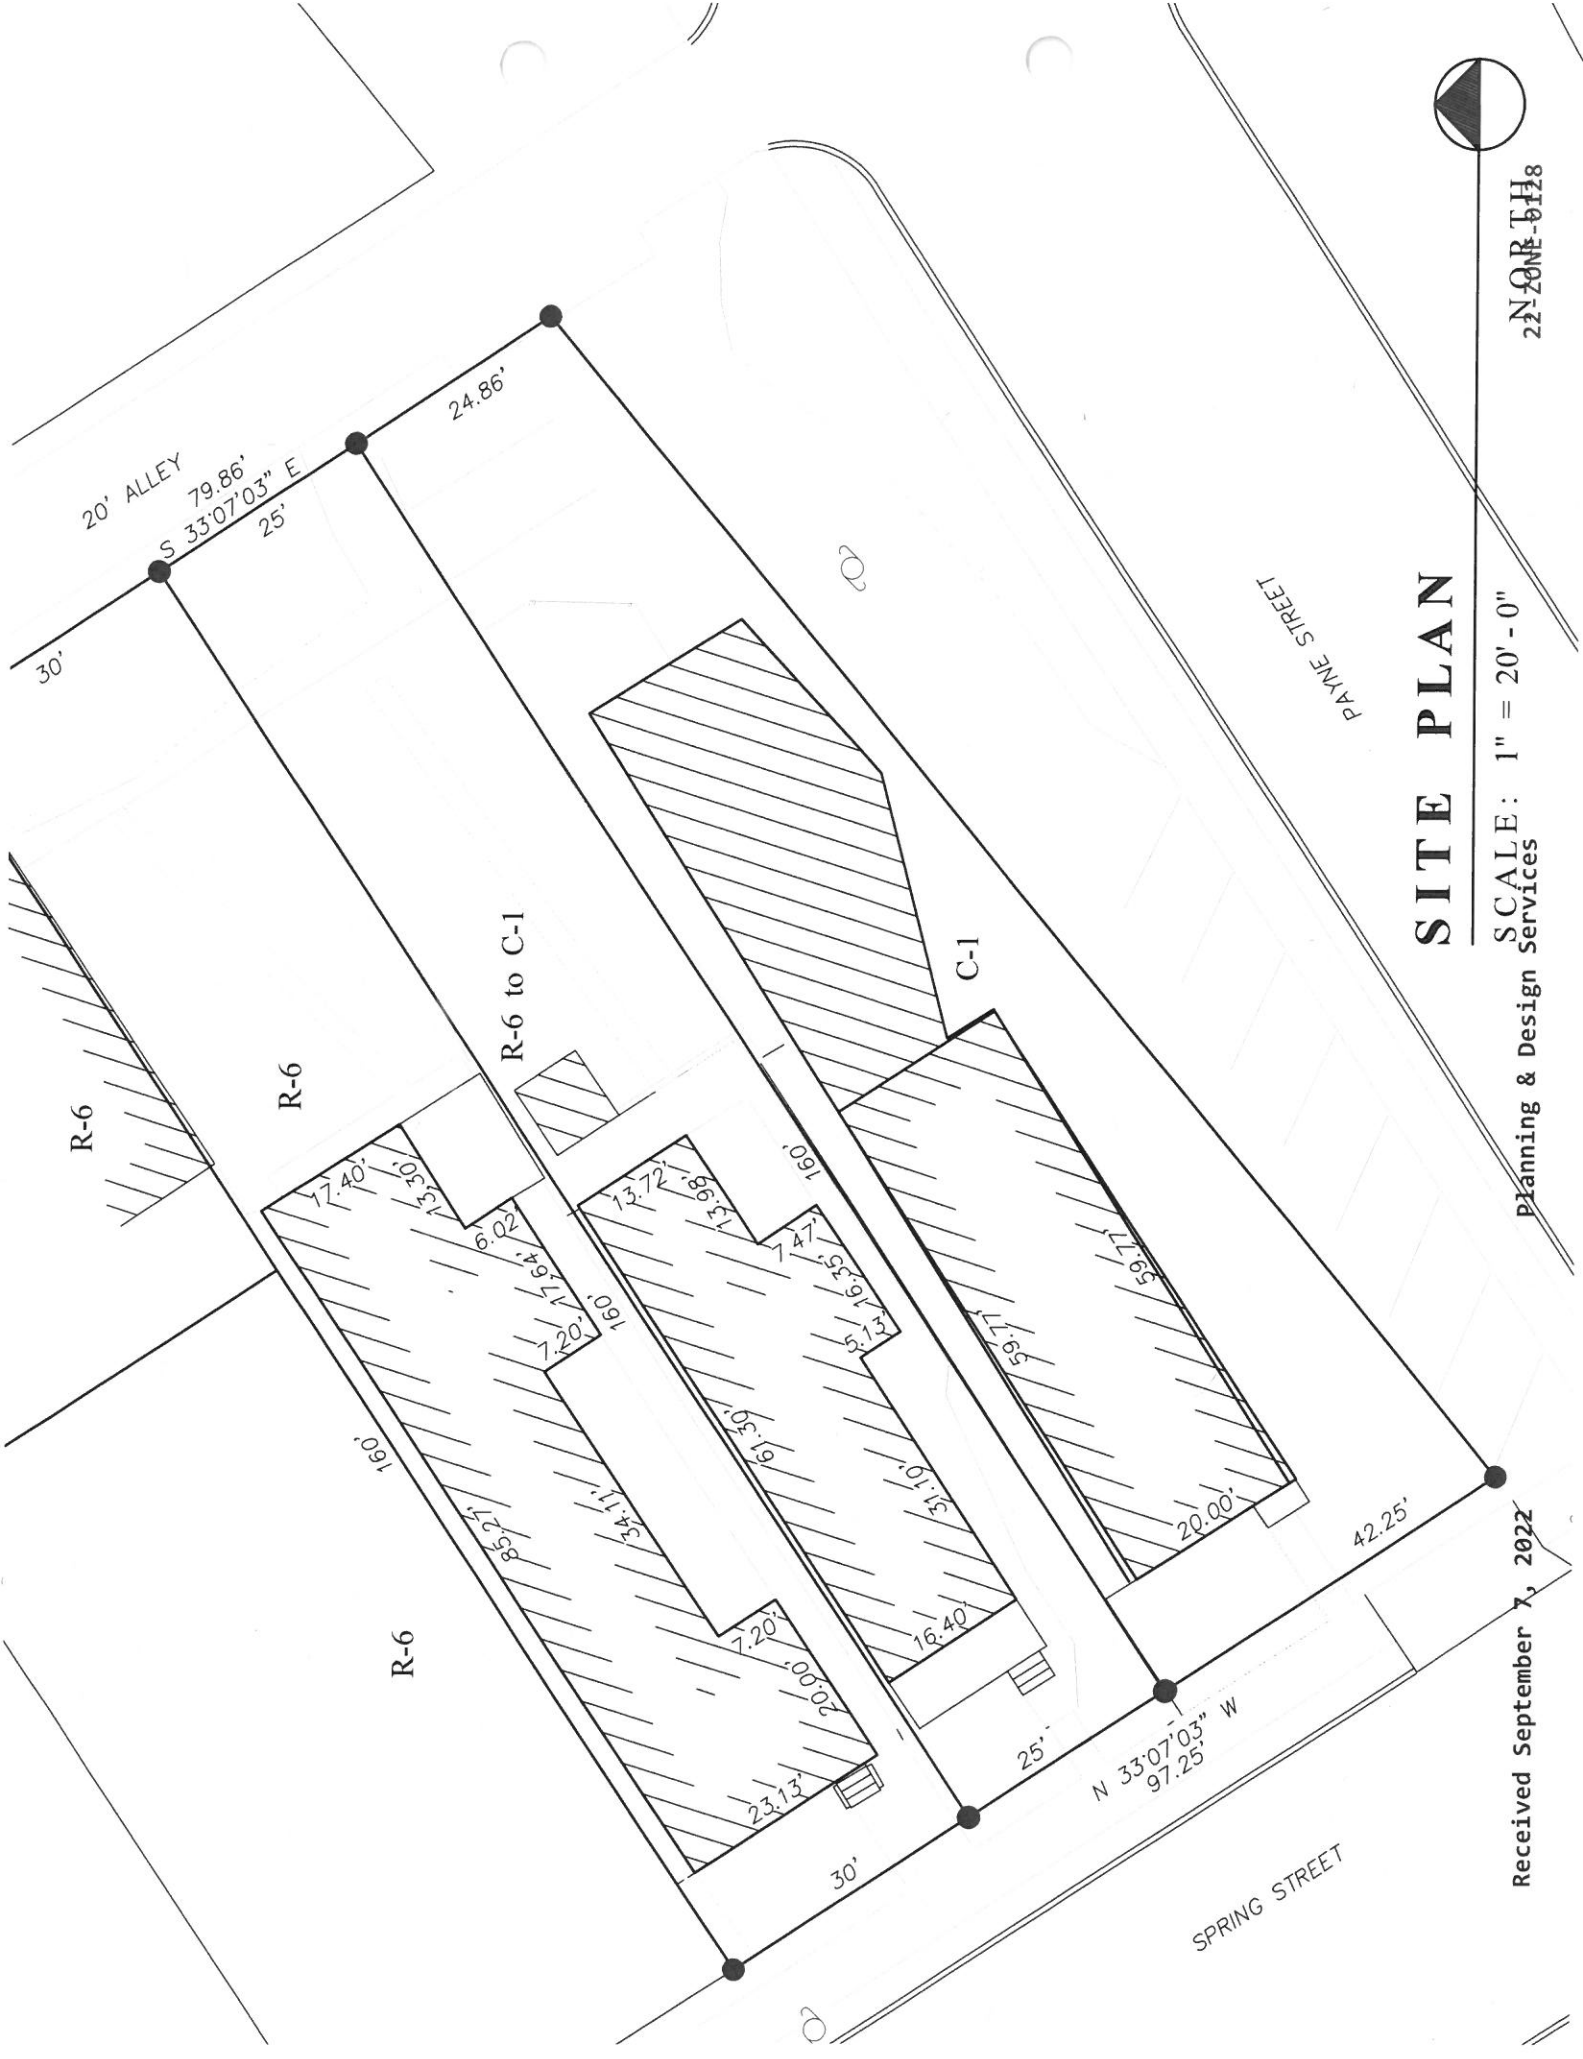 20' ALLEY
79.86'
S 33°07'03" E
25'
24.86'
30'
R-6
R-6
R-6 to C-1
C-1
R-6
17.40'
13.30'
6.02'
17.64'
7.20'
160'
85.27'
34.11'
7.20'
20.00'
23.13'
160'
13.72'
13.98'
7.47'
16.35'
5.13'
61.30'
31.10'
16.40'
160'
59.77'
59.77'
20.00'
42.25'
25'
30'
N 33°07'03" W
97.25'
SPRING STREET
PAYNE STREET
SITE PLAN
SCALE: 1" = 20'-0"
NORTH
Received September 7, 2022
Planning & Design Services
22-ZONE-0128